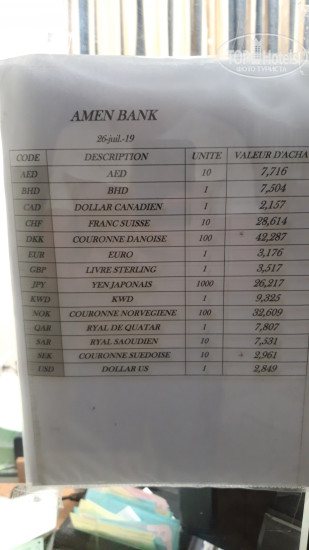 TOPHotels
AMEN BANK
26-juil.-19
CODE DESCRIPTION UNITE VALEUR D'ACHA
AED AED 10 7,716
BHD BHD 1 7,504
CAD DOLLAR CANADIEN 1 2,157
CHF FRANC SUISSE 10 28,614
DKK COURONNE DANOISE 100 42,287
EUR EURO 1 3,176
GBP LIVRE STERLING 1 3,517
JPY YEN JAPONAIS 1000 26,217
KWD KWD 1 9,325
NOK COURONNE NORVEGIENE 100 32,609
QAR RYAL DE QUATAR 1 7,807
SAR RYAL SAOUDIEN 10 7,531
SEK COURONNE SUEDOISE 10 2,961
USD DOLLAR US 1 2,849